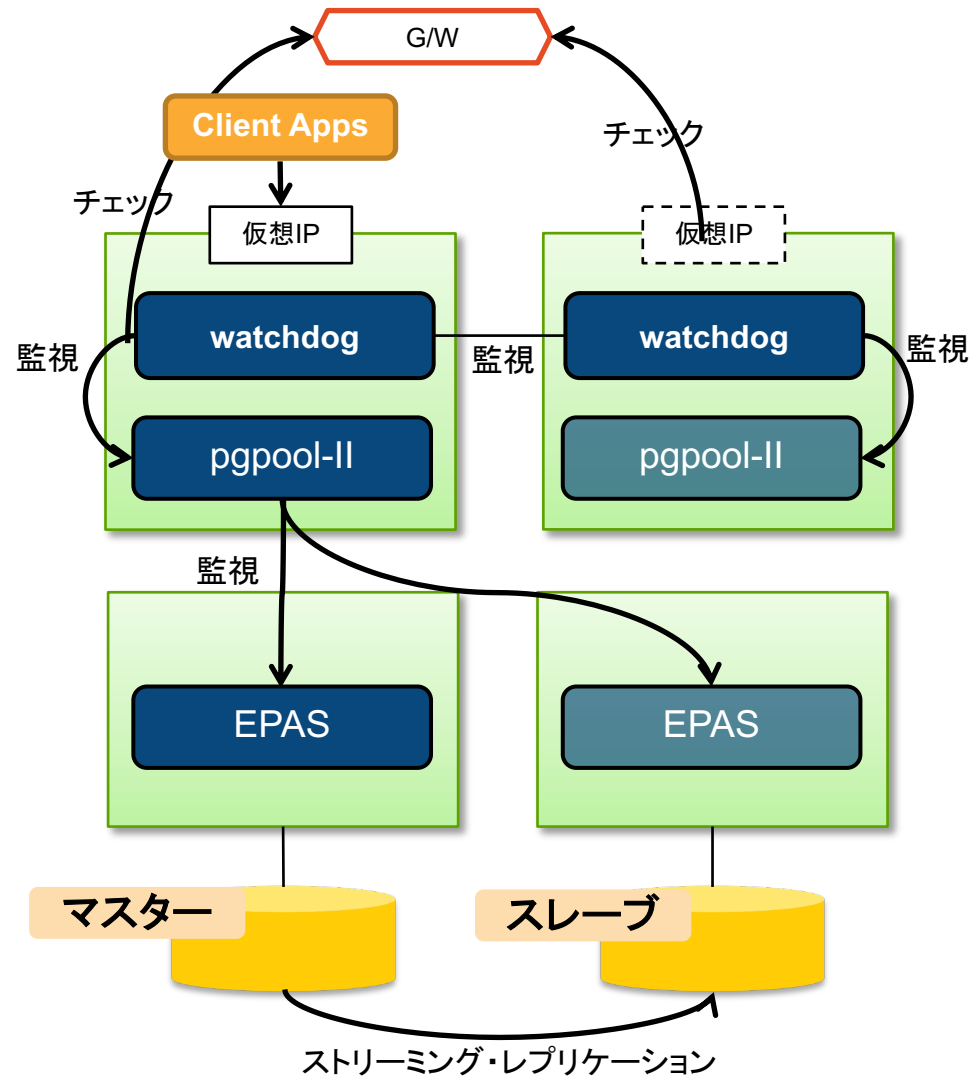 G/W
Client Apps
チェック
チェック
仮想IP
仮想IP
watchdog
watchdog
監視
監視
監視
pgpool-II
pgpool-II
監視
EPAS
EPAS
マスター
スレーブ
ストリーミング・レプリケーション